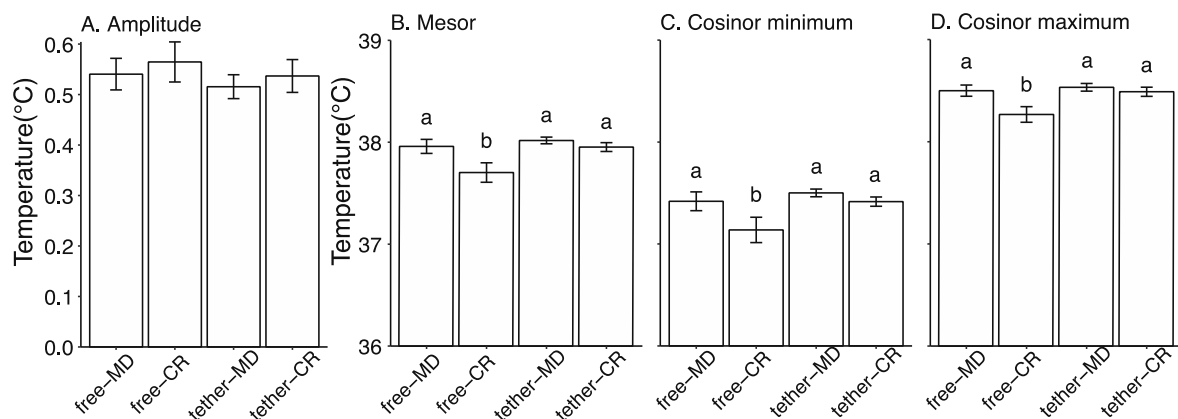 A. Amplitude
Temperature(°C)
0.6
0.5
0.4
0.3
0.2
0.1
0.0
free−MD
free−CR
tether−MD
tether−CR
B. Mesor
Temperature(°C)
39
38
37
36
a
b
a
a
free−MD
free−CR
tether−MD
tether−CR
C. Cosinor minimum
a
b
a
a
free−MD
free−CR
tether−MD
tether−CR
D. Cosinor maximum
a
b
a
a
free−MD
free−CR
tether−MD
tether−CR